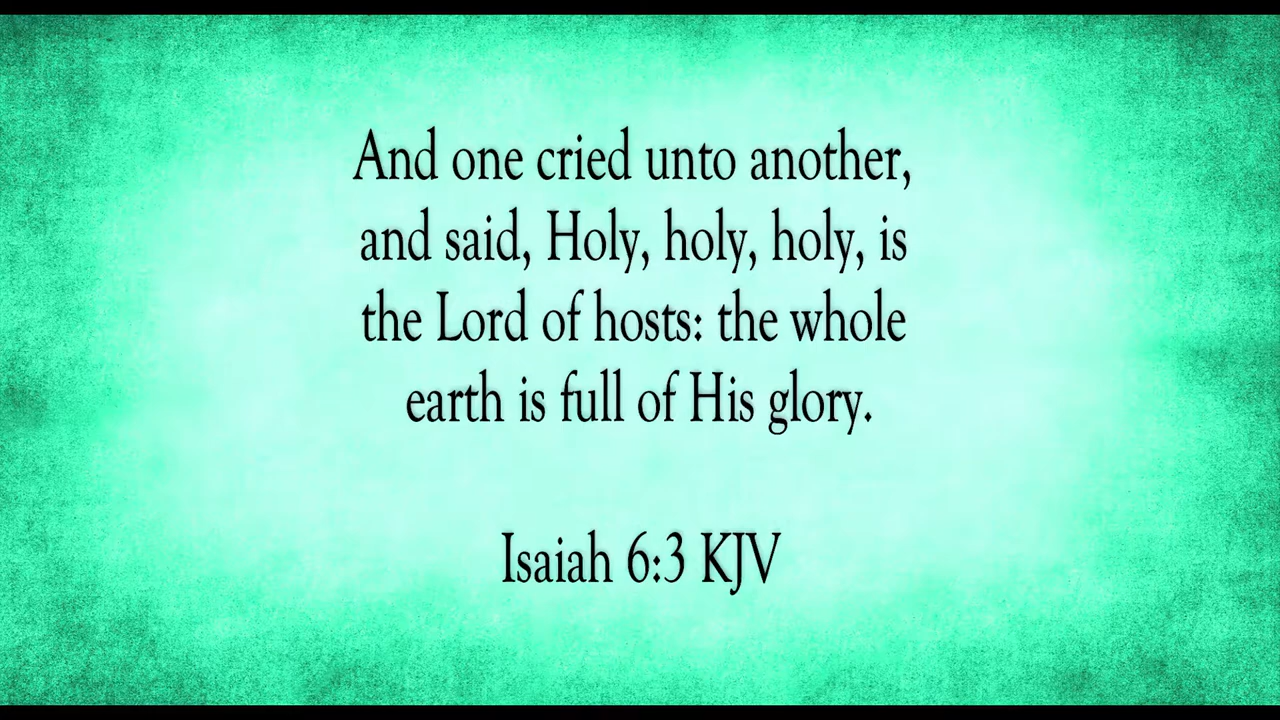 And one cried unto another,
and said, Holy, holy, holy, is
the Lord of hosts: the whole
earth is full of His glory.
Isaiah 6:3 KJV